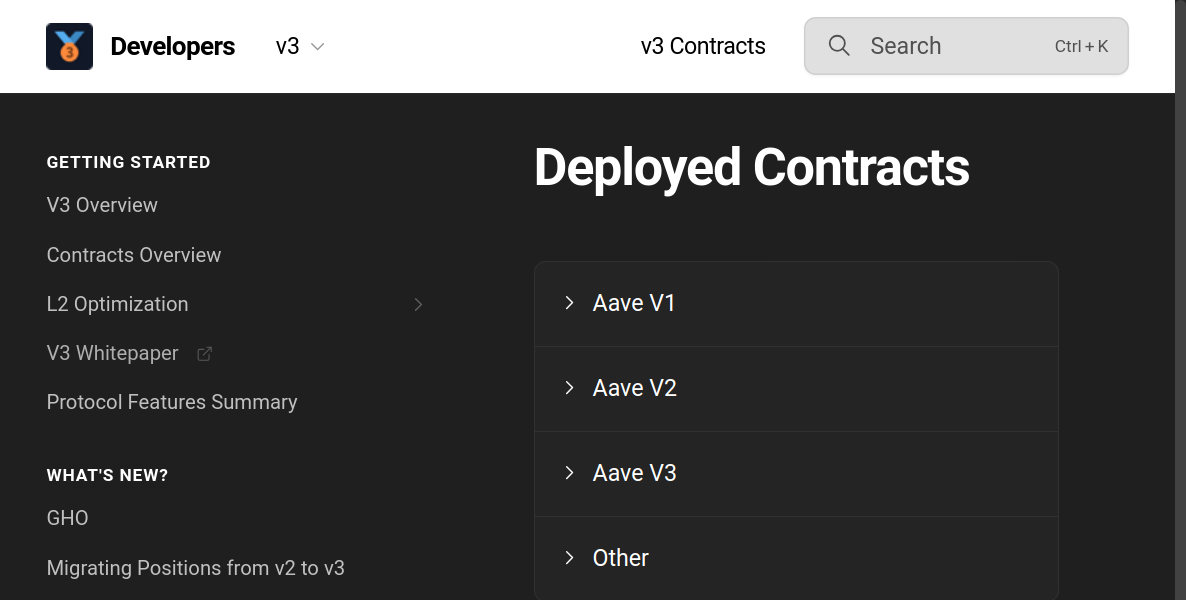 3
Developers
v3
v3 Contracts
Search
Ctrl + K
GETTING STARTED
V3 Overview
Contracts Overview
L2 Optimization
V3 Whitepaper
Protocol Features Summary
WHAT'S NEW?
GHO
Migrating Positions from v2 to v3
Deployed Contracts
Aave V1
Aave V2
Aave V3
Other